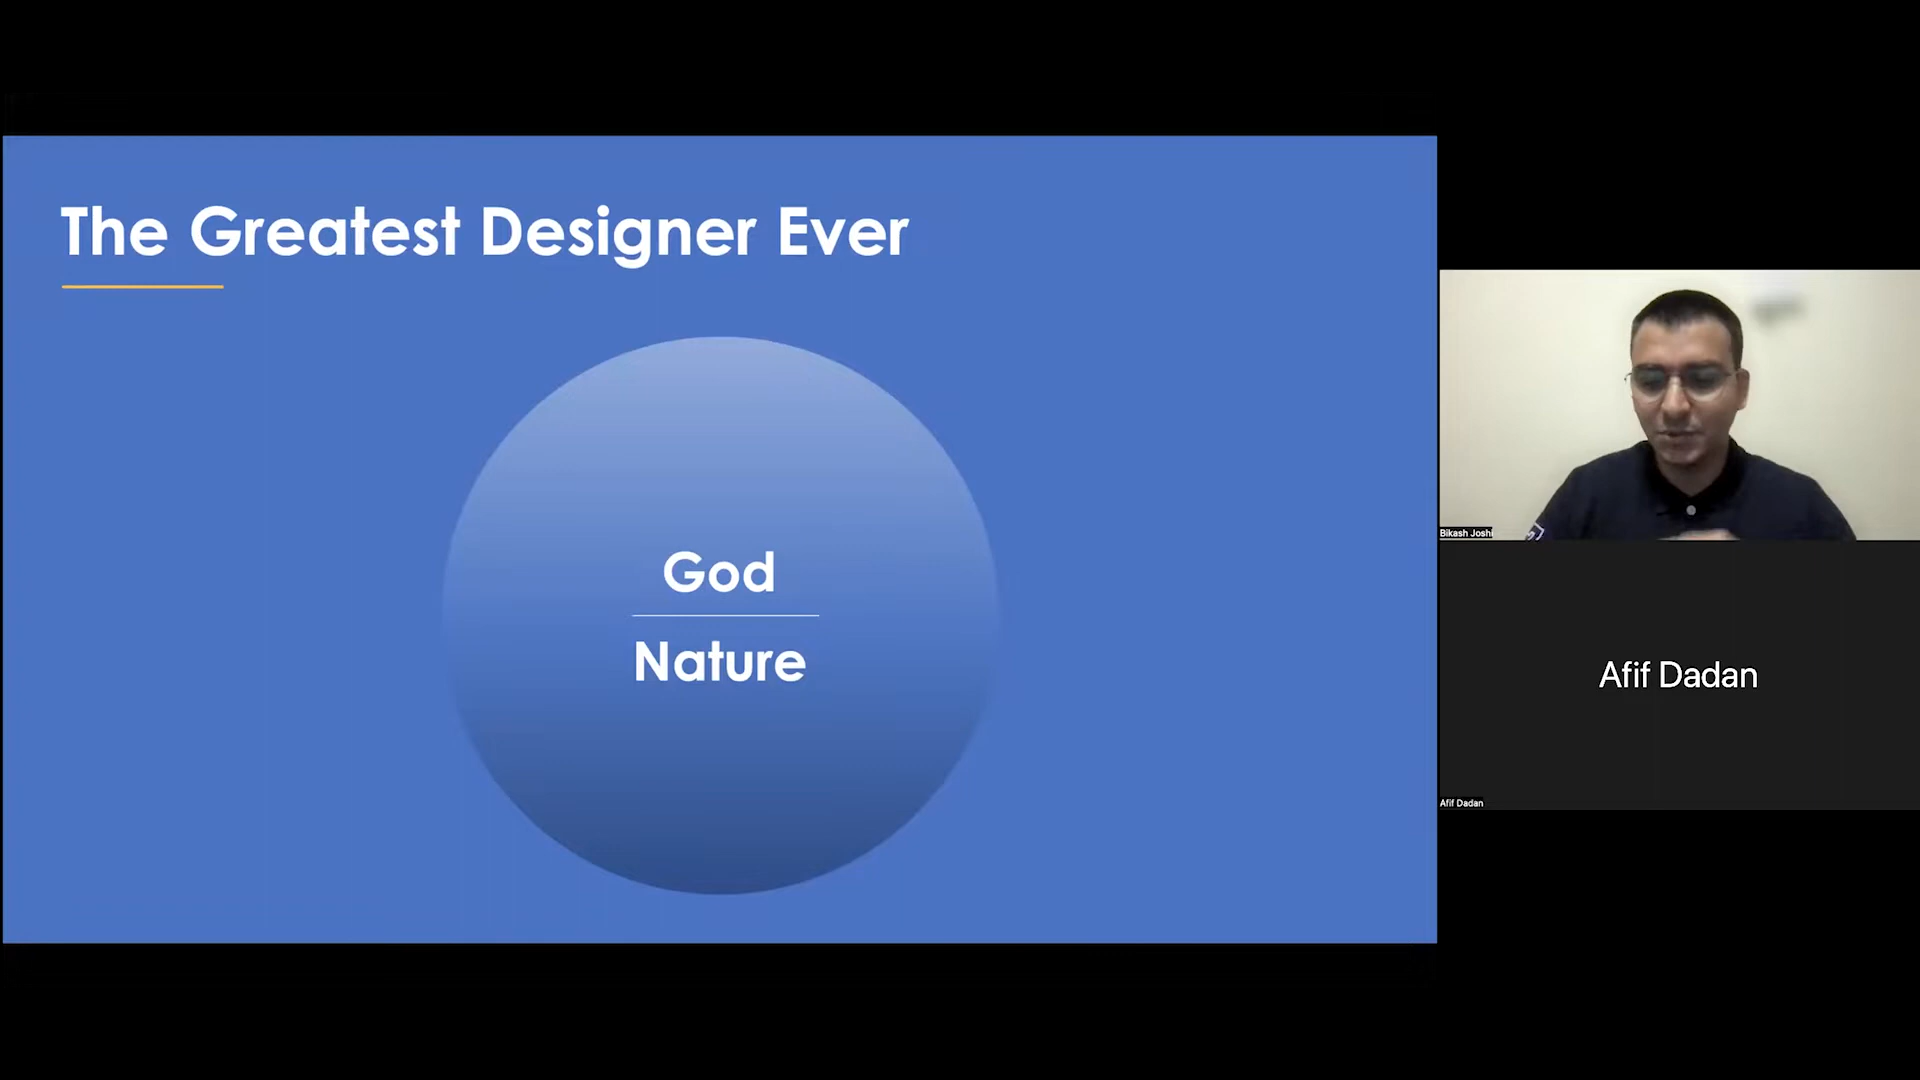 The Greatest Designer Ever
God
Nature
Bikash Joshi
Afif Dadan
Afif Dadan